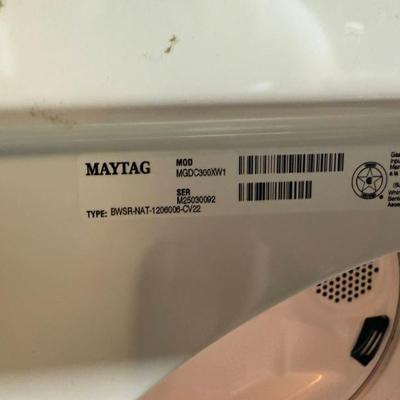 MAYTAG
MOD
MGDC300XW1
SER
M25030092
TYPE: BWSR-NAT-1206006-CV22